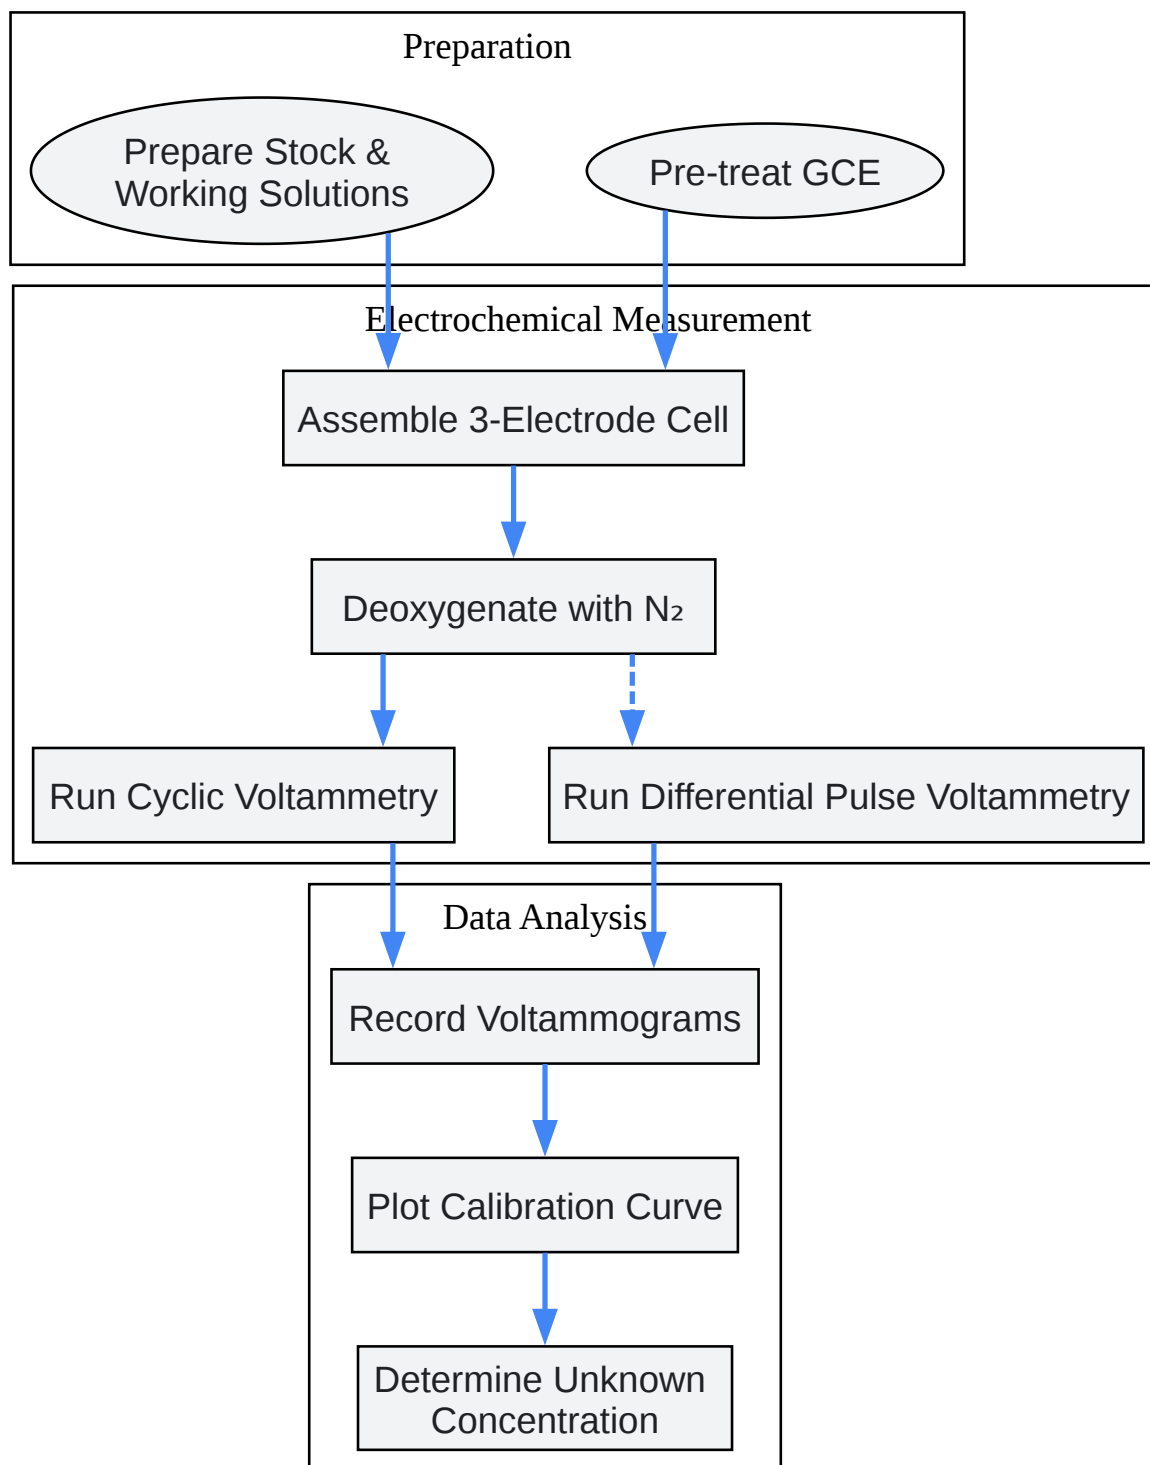 Preparation
Prepare Stock &
Working Solutions
Pre-treat GCE
Electrochemical Measurement
Assemble 3-Electrode Cell
Deoxygenate with N₂
Run Cyclic Voltammetry
Run Differential Pulse Voltammetry
Data Analysis
Record Voltammograms
Plot Calibration Curve
Determine Unknown
Concentration